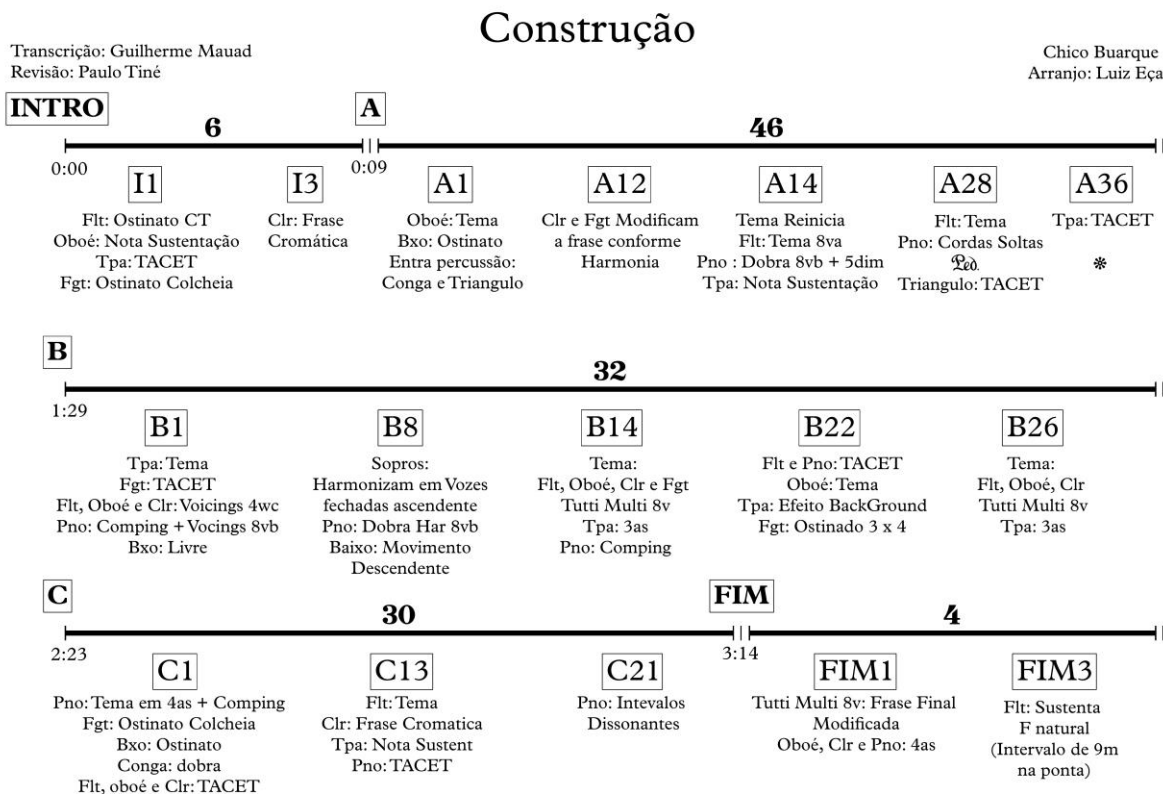 Construção
Transcrição: Guilherme Mauad
Revisão: Paulo Tiné
Chico Buarque
Arranjo: Luiz Eça
INTRO
6
A
46
0:00
0:09
I1
Flt: Ostinato CT
Oboé: Nota Sustentação
Tpa: TACET
Fgt: Ostinato Colcheia
I3
Clr: Frase
Cromática
A1
Oboé: Tema
Bxo: Ostinato
Entra percussão:
Conga e Triangulo
A12
Clr e Fgt Modificam
a frase conforme
Harmonia
A14
Tema Reinicia
Flt: Tema 8va
Pno : Dobra 8vb + 5dim
Tpa: Nota Sustentação
A28
Flt: Tema
Pno: Cordas Soltas
Ped.
Triangulo: TACET
A36
Tpa: TACET
*
B
32
1:29
B1
Tpa: Tema
Fgt: TACET
Flt, Oboé e Clr: Voicings 4wc
Pno: Comping + Vocings 8vb
Bxo: Livre
B8
Sopros:
Harmonizam em Vozes
fechadas ascendente
Pno: Dobra Har 8vb
Baixo: Movimento
Descendente
B14
Tema:
Flt, Oboé, Clr e Fgt
Tutti Multi 8v
Tpa: 3as
Pno: Comping
B22
Flt e Pno: TACET
Oboé: Tema
Tpa: Efeito BackGround
Fgt: Ostinado 3 x 4
B26
Tema:
Flt, Oboé, Clr
Tutti Multi 8v
Tpa: 3as
C
30
FIM
4
2:23
3:14
C1
Pno: Tema em 4as + Comping
Fgt: Ostinato Colcheia
Bxo: Ostinato
Conga: dobra
Flt, oboé e Clr: TACET
C13
Flt: Tema
Clr: Frase Cromatica
Tpa: Nota Sustent
Pno: TACET
C21
Pno: Intevalos
Dissonantes
FIM1
Tutti Multi 8v: Frase Final
Modificada
Oboé, Clr e Pno: 4as
FIM3
Flt: Sustenta
F natural
(Intervalo de 9m
na ponta)